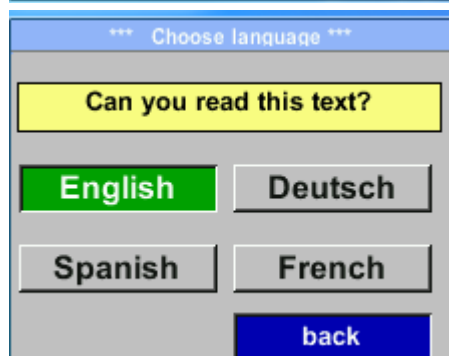 *** Choose language ***
Can you read this text?
English Deutsch
Spanish French
back